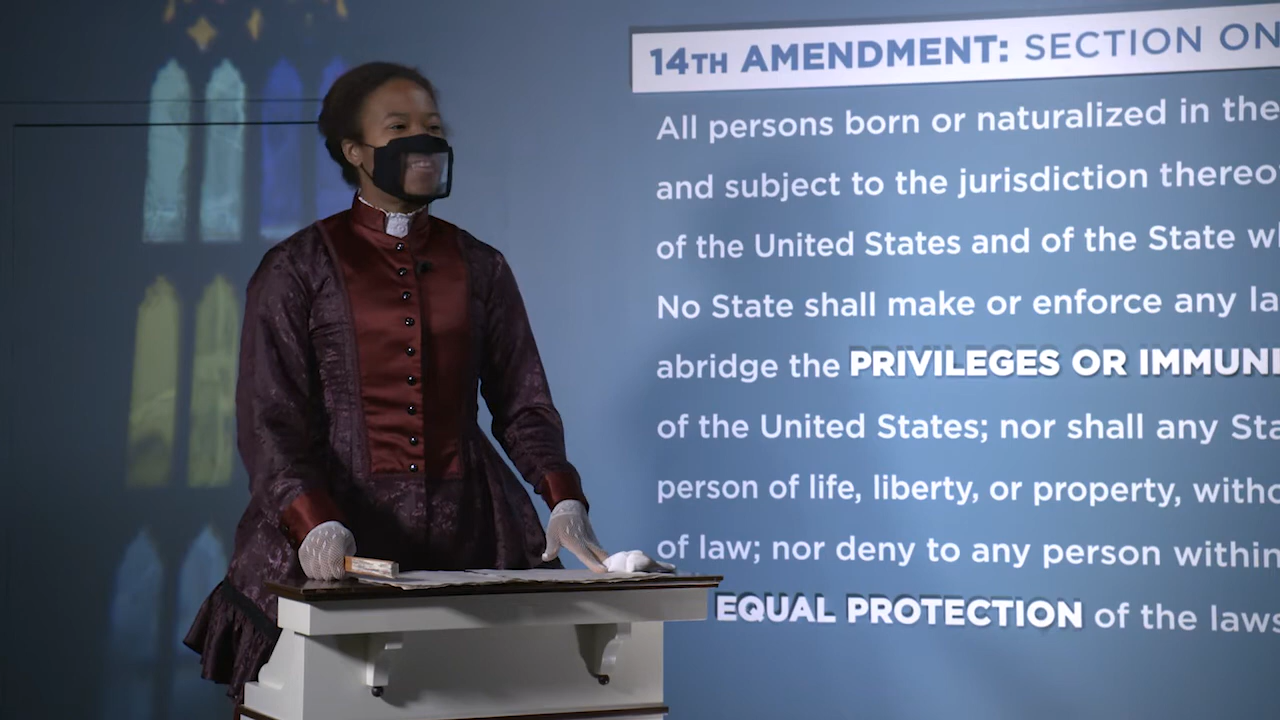 14TH AMENDMENT: SECTION ON
All persons born or naturalized in the
and subject to the jurisdiction thereo
of the United States and of the State wh
No State shall make or enforce any la
abridge the PRIVILEGES OR IMMUNI
of the United States; nor shall any Sta
person of life, liberty, or property, witho
of law; nor deny to any person within
EQUAL PROTECTION of the laws